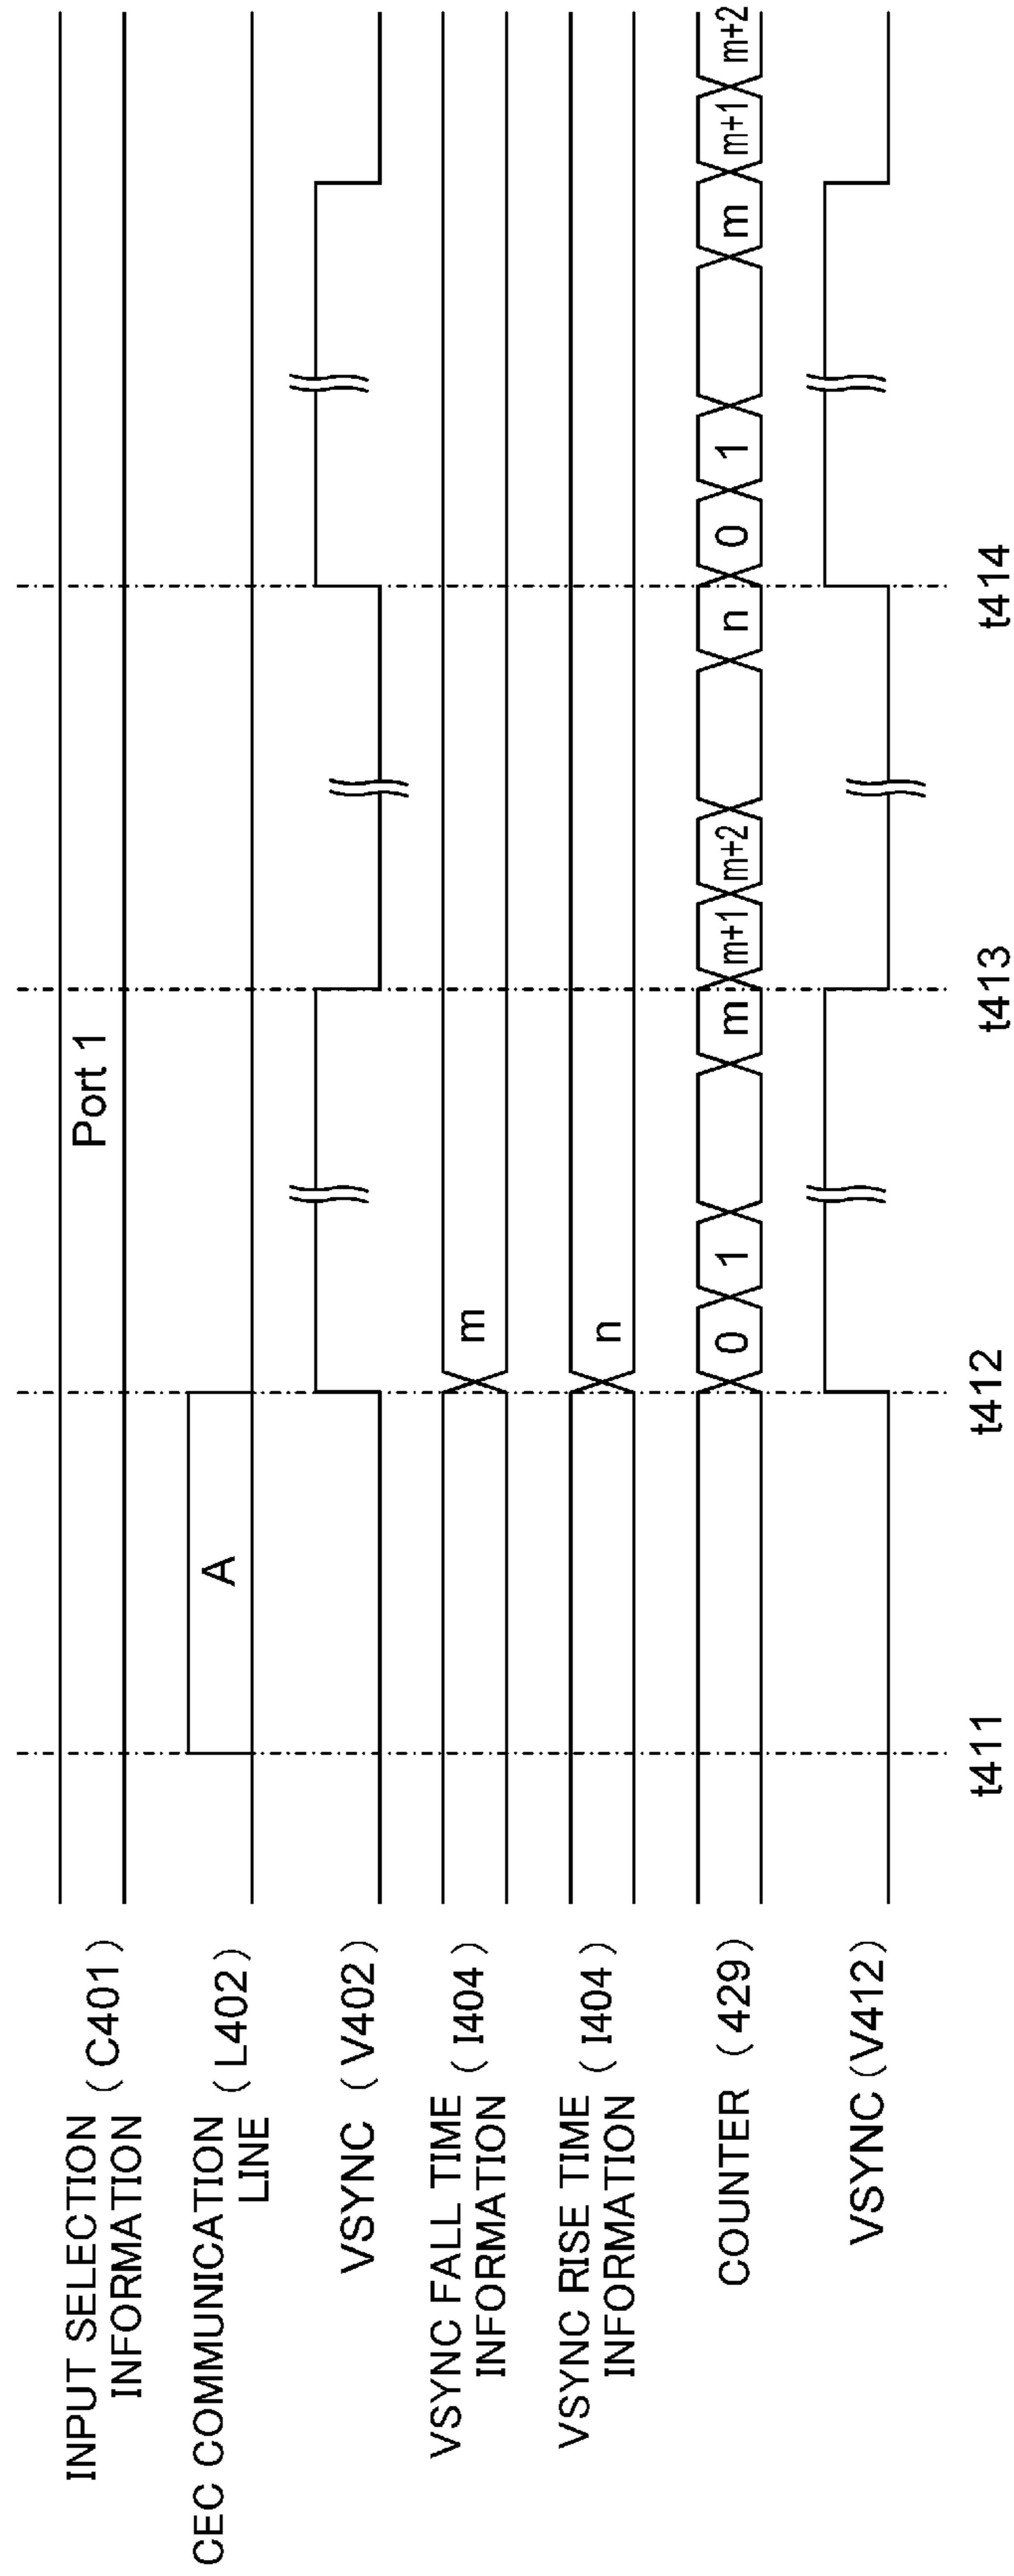 INPUT SELECTION
INFORMATION (C401)
Port 1
CEC COMMUNICATION
LINE (L402)
A
VSYNC (V402)
VSYNC FALL TIME
INFORMATION (I404)
m
VSYNC RISE TIME
INFORMATION (I404)
n
COUNTER (429)
0 1 m m+1 m+2 n 0 1 m m+1 m+2
VSYNC(V412)
t411 t412 t413 t414